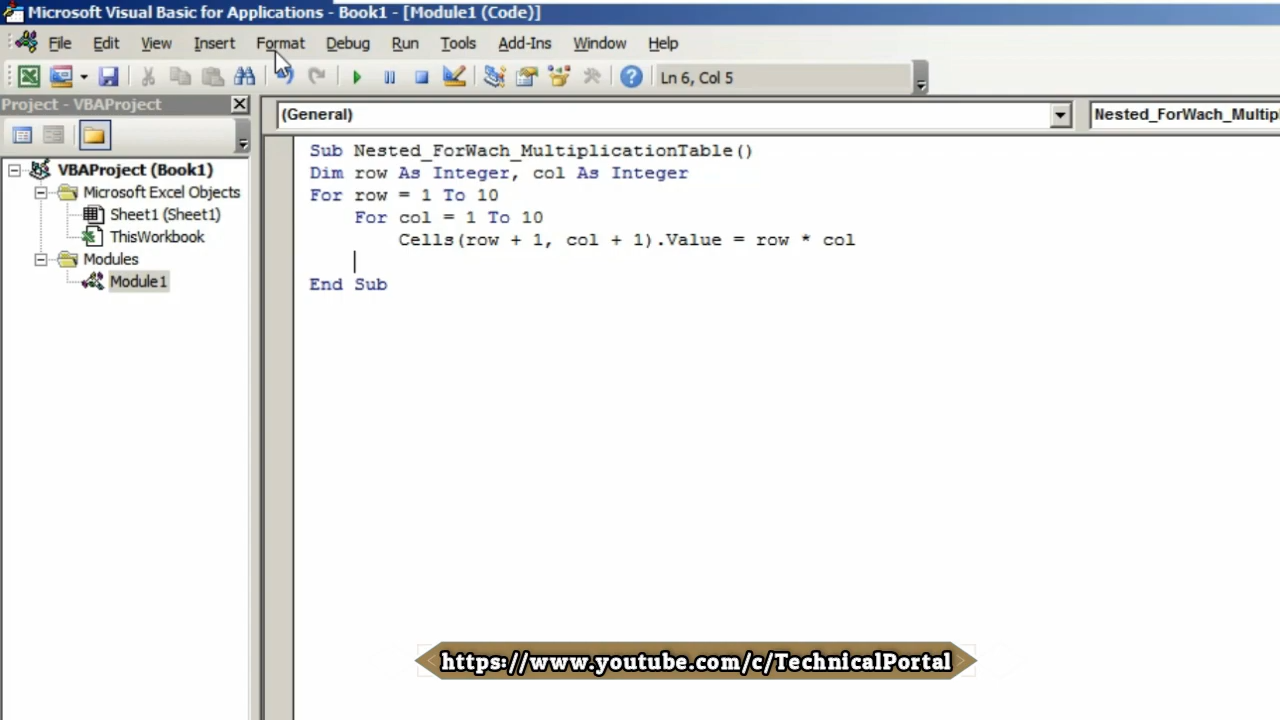 Microsoft Visual Basic for Applications - Book1 - [Module1 (Code)]
File Edit View Insert Format Debug Run Tools Add-Ins Window Help
Ln 6, Col 5
Project - VBAProject
(General)
Nested_ForWach_Multip
VBAProject (Book1)
Microsoft Excel Objects
Sheet1 (Sheet1)
ThisWorkbook
Modules
Module1
Sub Nested_ForWach_MultiplicationTable()
Dim row As Integer, col As Integer
For row = 1 To 10
For col = 1 To 10
Cells(row + 1, col + 1).Value = row * col
End Sub
https://www.youtube.com/c/TechnicalPortal